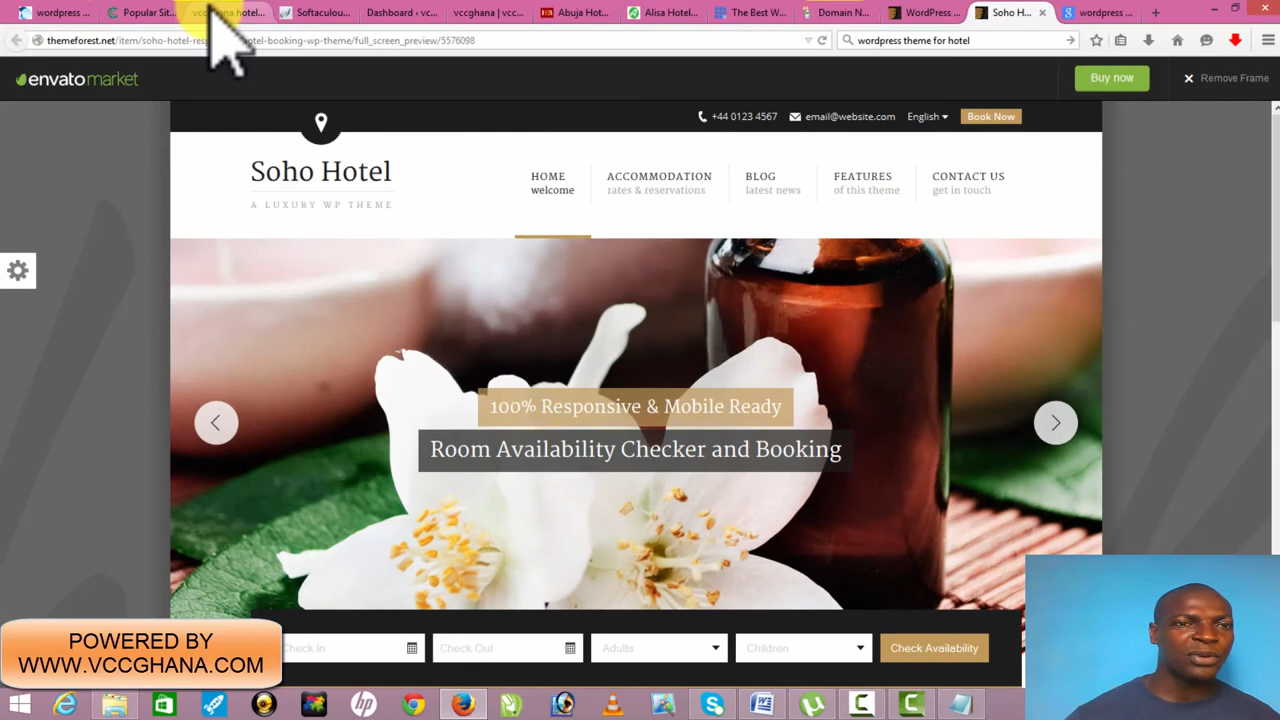 wordpress ...
Popular Sit...
vccghana hotel...
Softaculou...
Dashboard ‹ vc...
vccghana | vcc...
Abuja Hot...
Alisa Hotel...
The Best W...
Domain N...
WordPress ...
Soho H...
wordpress ...
themeforest.net/item/soho-hotel-res hotel-booking-wp-theme/full_screen_preview/5576098
wordpress theme for hotel
envatomarket
Buy now
Remove Frame
+44 0123 4567
email@website.com
English
Book Now
Soho Hotel
A LUXURY WP THEME
HOME
welcome
ACCOMMODATION
rates & reservations
BLOG
latest news
FEATURES
of this theme
CONTACT US
get in touch
100% Responsive & Mobile Ready
Room Availability Checker and Booking
Check In
Check Out
Adults
Children
Check Availability
POWERED BY
WWW.VCCGHANA.COM